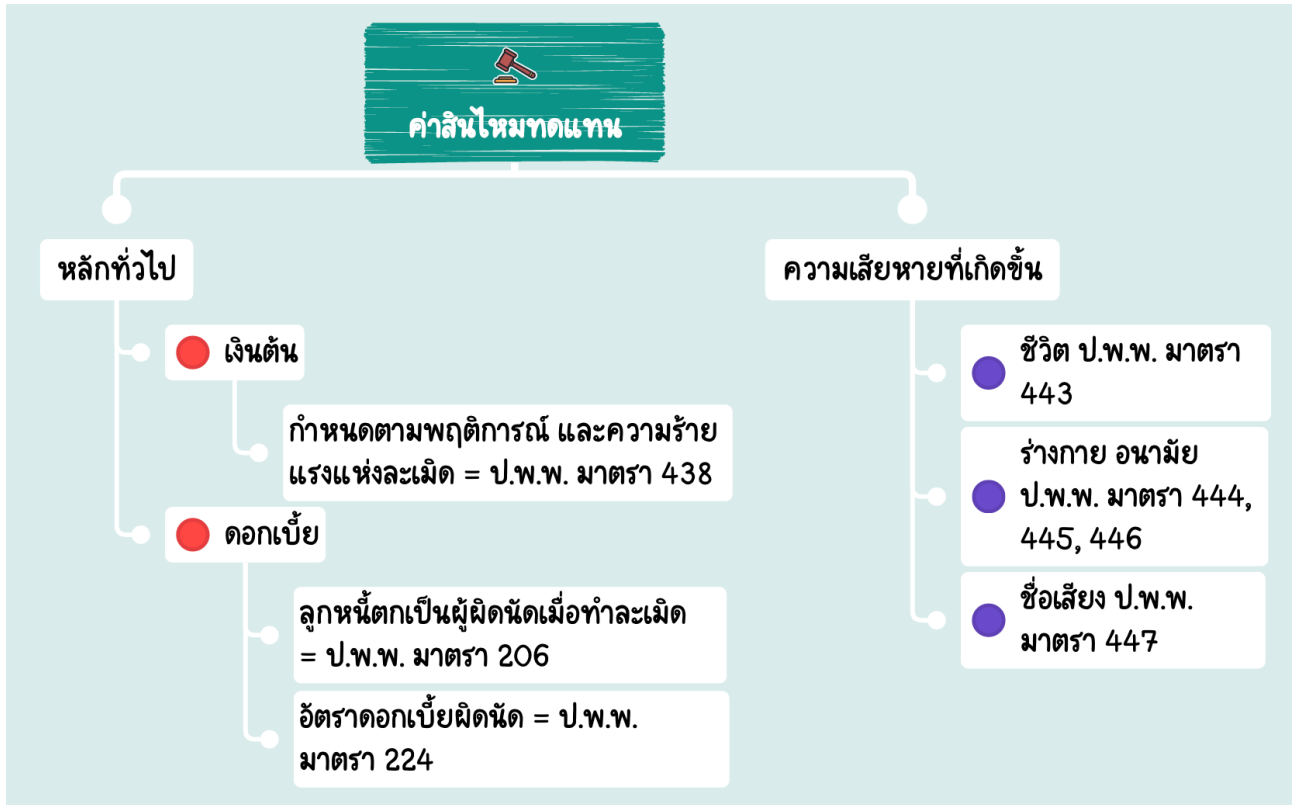 ค่าสินไหมทดแทน
หลักทั่วไป
เงินต้น
กำหนดตามพฤติการณ์ และความร้าย
แรงแห่งละเมิด = ป.พ.พ. มาตรา 438
ดอกเบี้ย
ลูกหนี้ตกเป็นผู้ผิดนัดเมื่อทำละเมิด
= ป.พ.พ. มาตรา 206
อัตราดอกเบี้ยผิดนัด = ป.พ.พ.
มาตรา 224
ความเสียหายที่เกิดขึ้น
ชีวิต ป.พ.พ. มาตรา
443
ร่างกาย อนามัย
ป.พ.พ. มาตรา 444,
445, 446
ชื่อเสียง ป.พ.พ.
มาตรา 447